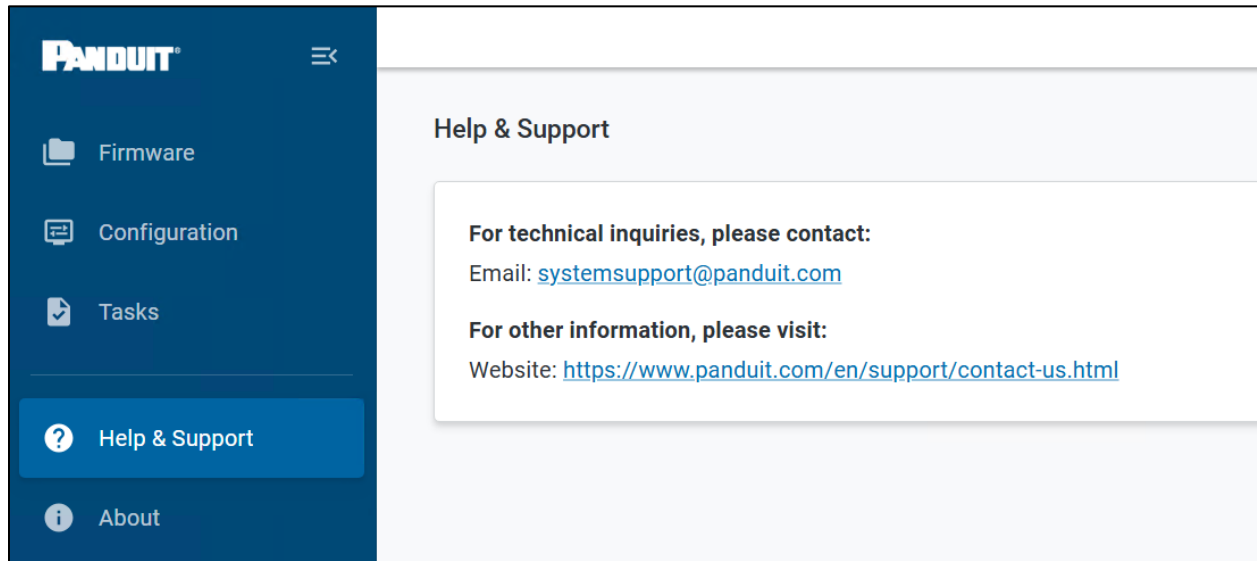 PANDUIT®
Firmware
Configuration
Tasks
Help & Support
About
Help & Support
For technical inquiries, please contact:
Email: systemsupport@panduit.com
For other information, please visit:
Website: https://www.panduit.com/en/support/contact-us.html